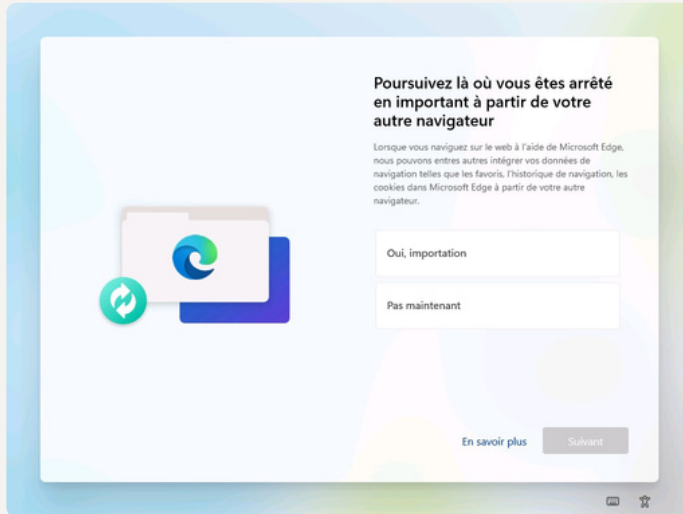 Poursuivez là où vous êtes arrêté
en important à partir de votre
autre navigateur
Lorsque vous naviguez sur le web à l'aide de Microsoft Edge,
nous pouvons entres autres intégrer vos données de
navigation telles que les favoris, l'historique de navigation, les
cookies dans Microsoft Edge à partir de votre autre
navigateur.
Oui, importation
Pas maintenant
En savoir plus
Suivant